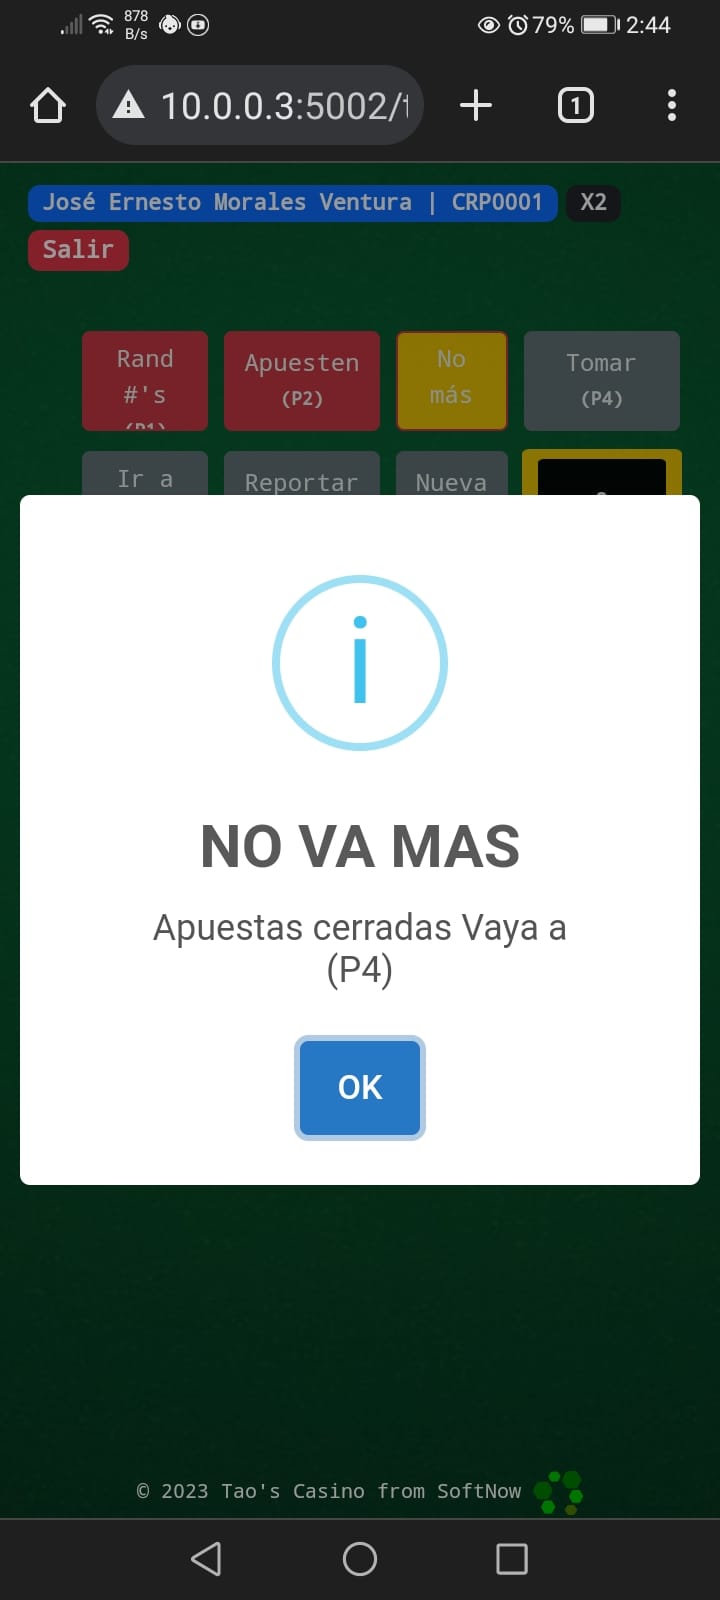 878
B/s
79%
2:44
10.0.0.3:5002/
1
José Ernesto Morales Ventura | CRP0001
X2
Salir
Rand
#'s
(P1)
Apuesten
(P2)
No
más
Tomar
(P4)
Ir a
Reportar
Nueva
i
NO VA MAS
Apuestas cerradas Vaya a
(P4)
OK
© 2023 Tao's Casino from SoftNow